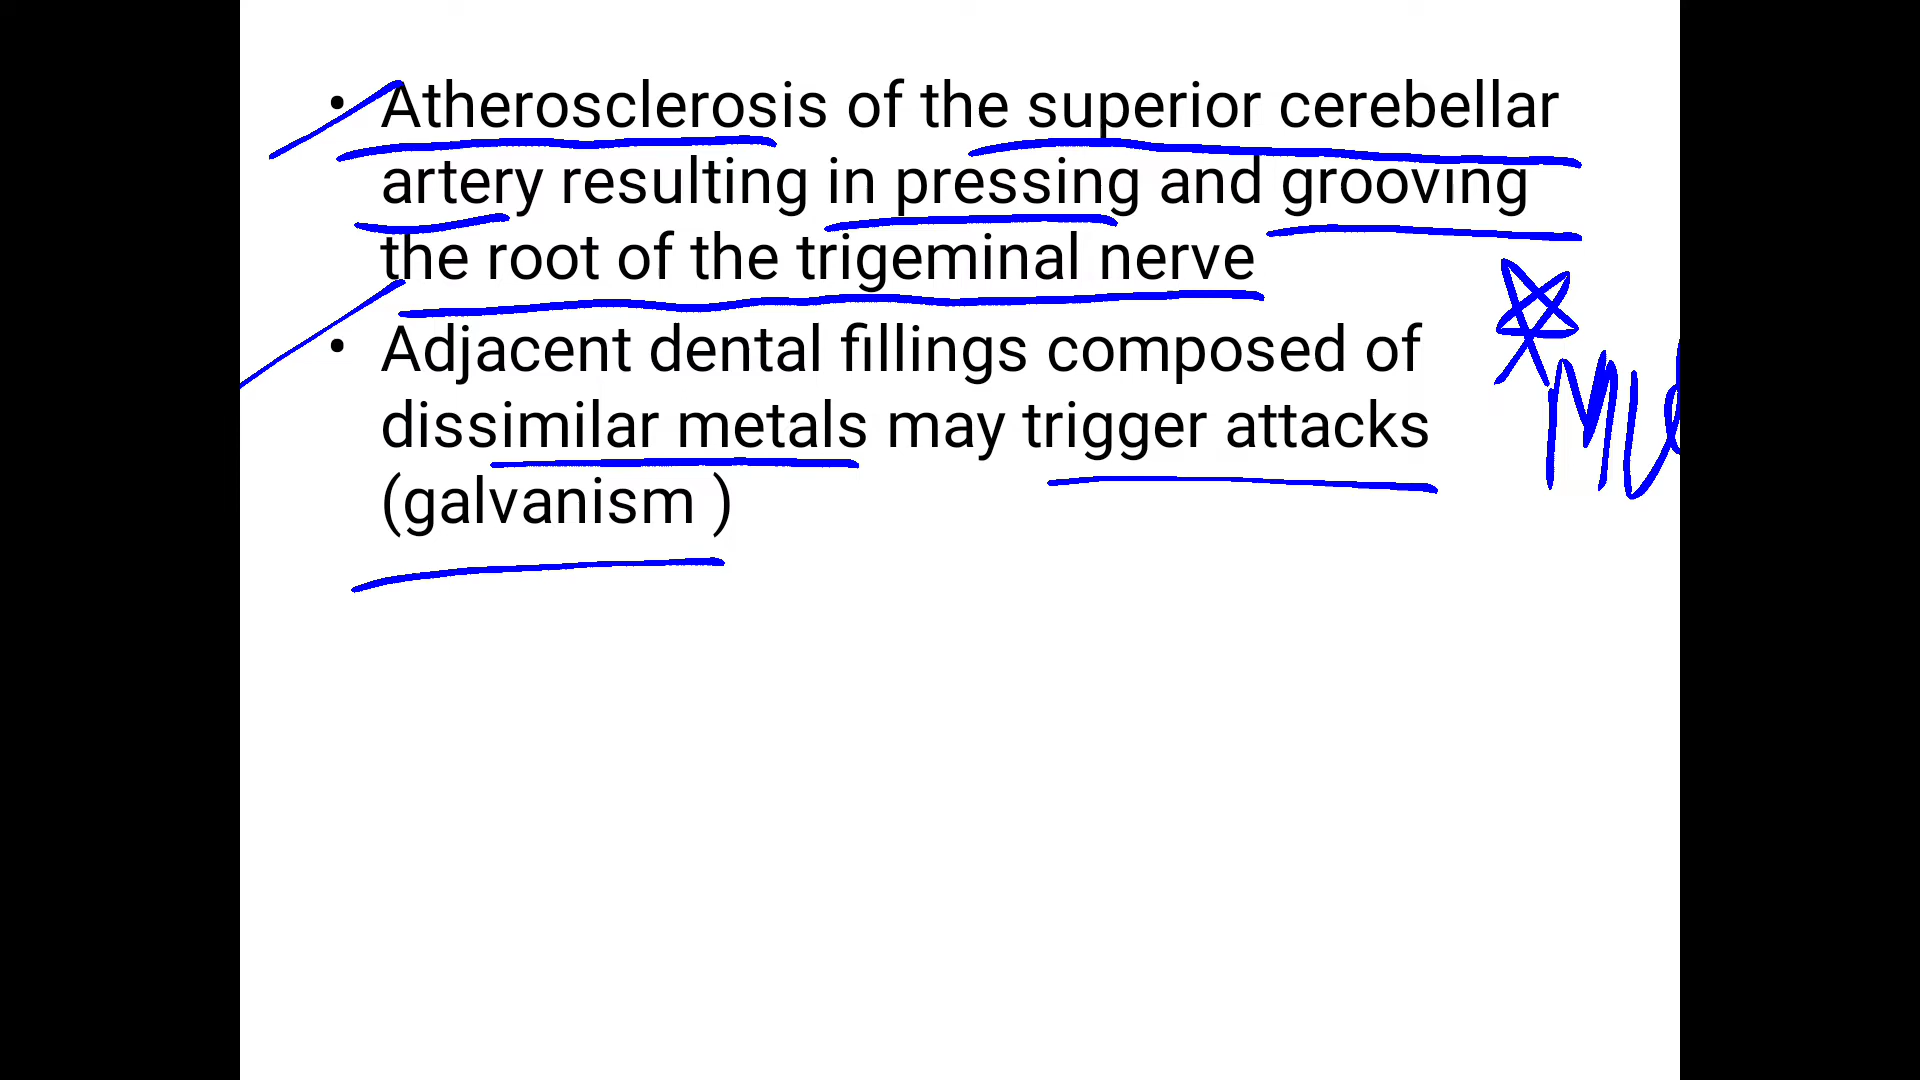 • Atherosclerosis of the superior cerebellar
artery resulting in pressing and grooving
the root of the trigeminal nerve
• Adjacent dental fillings composed of
dissimilar metals may trigger attacks
(galvanism )